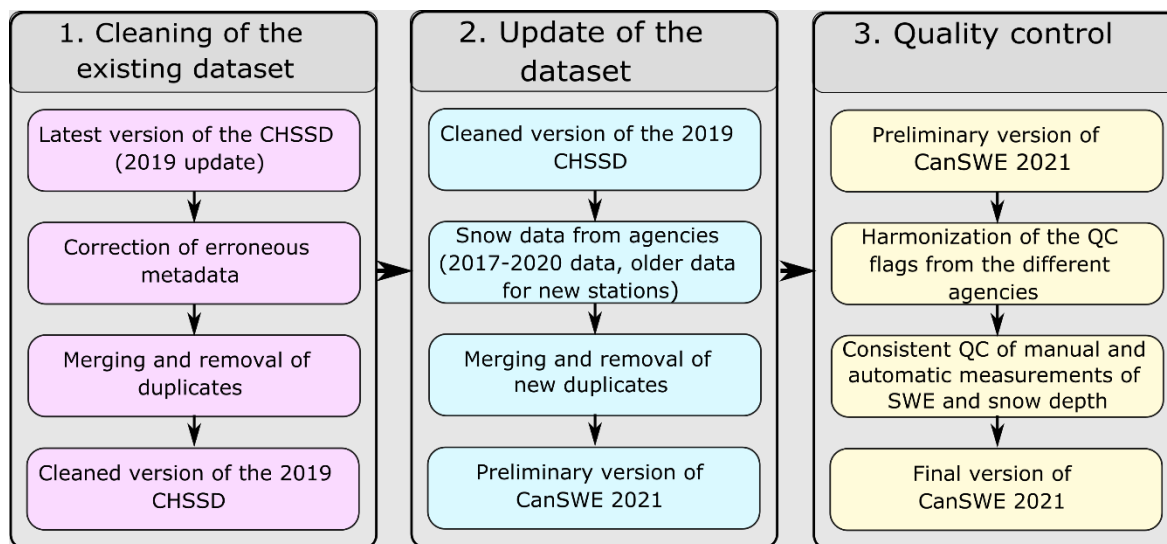 1. Cleaning of the
existing dataset
Latest version of the CHSSD
(2019 update)
Correction of erroneous
metadata
Merging and removal of
duplicates
Cleaned version of the 2019
CHSSD
2. Update of the
dataset
Cleaned version of the 2019
CHSSD
Snow data from agencies
(2017-2020 data, older data
for new stations)
Merging and removal of
new duplicates
Preliminary version of
CanSWE 2021
3. Quality control
Preliminary version of
CanSWE 2021
Harmonization of the QC
flags from the different
agencies
Consistent QC of manual and
automatic measurements of
SWE and snow depth
Final version of
CanSWE 2021